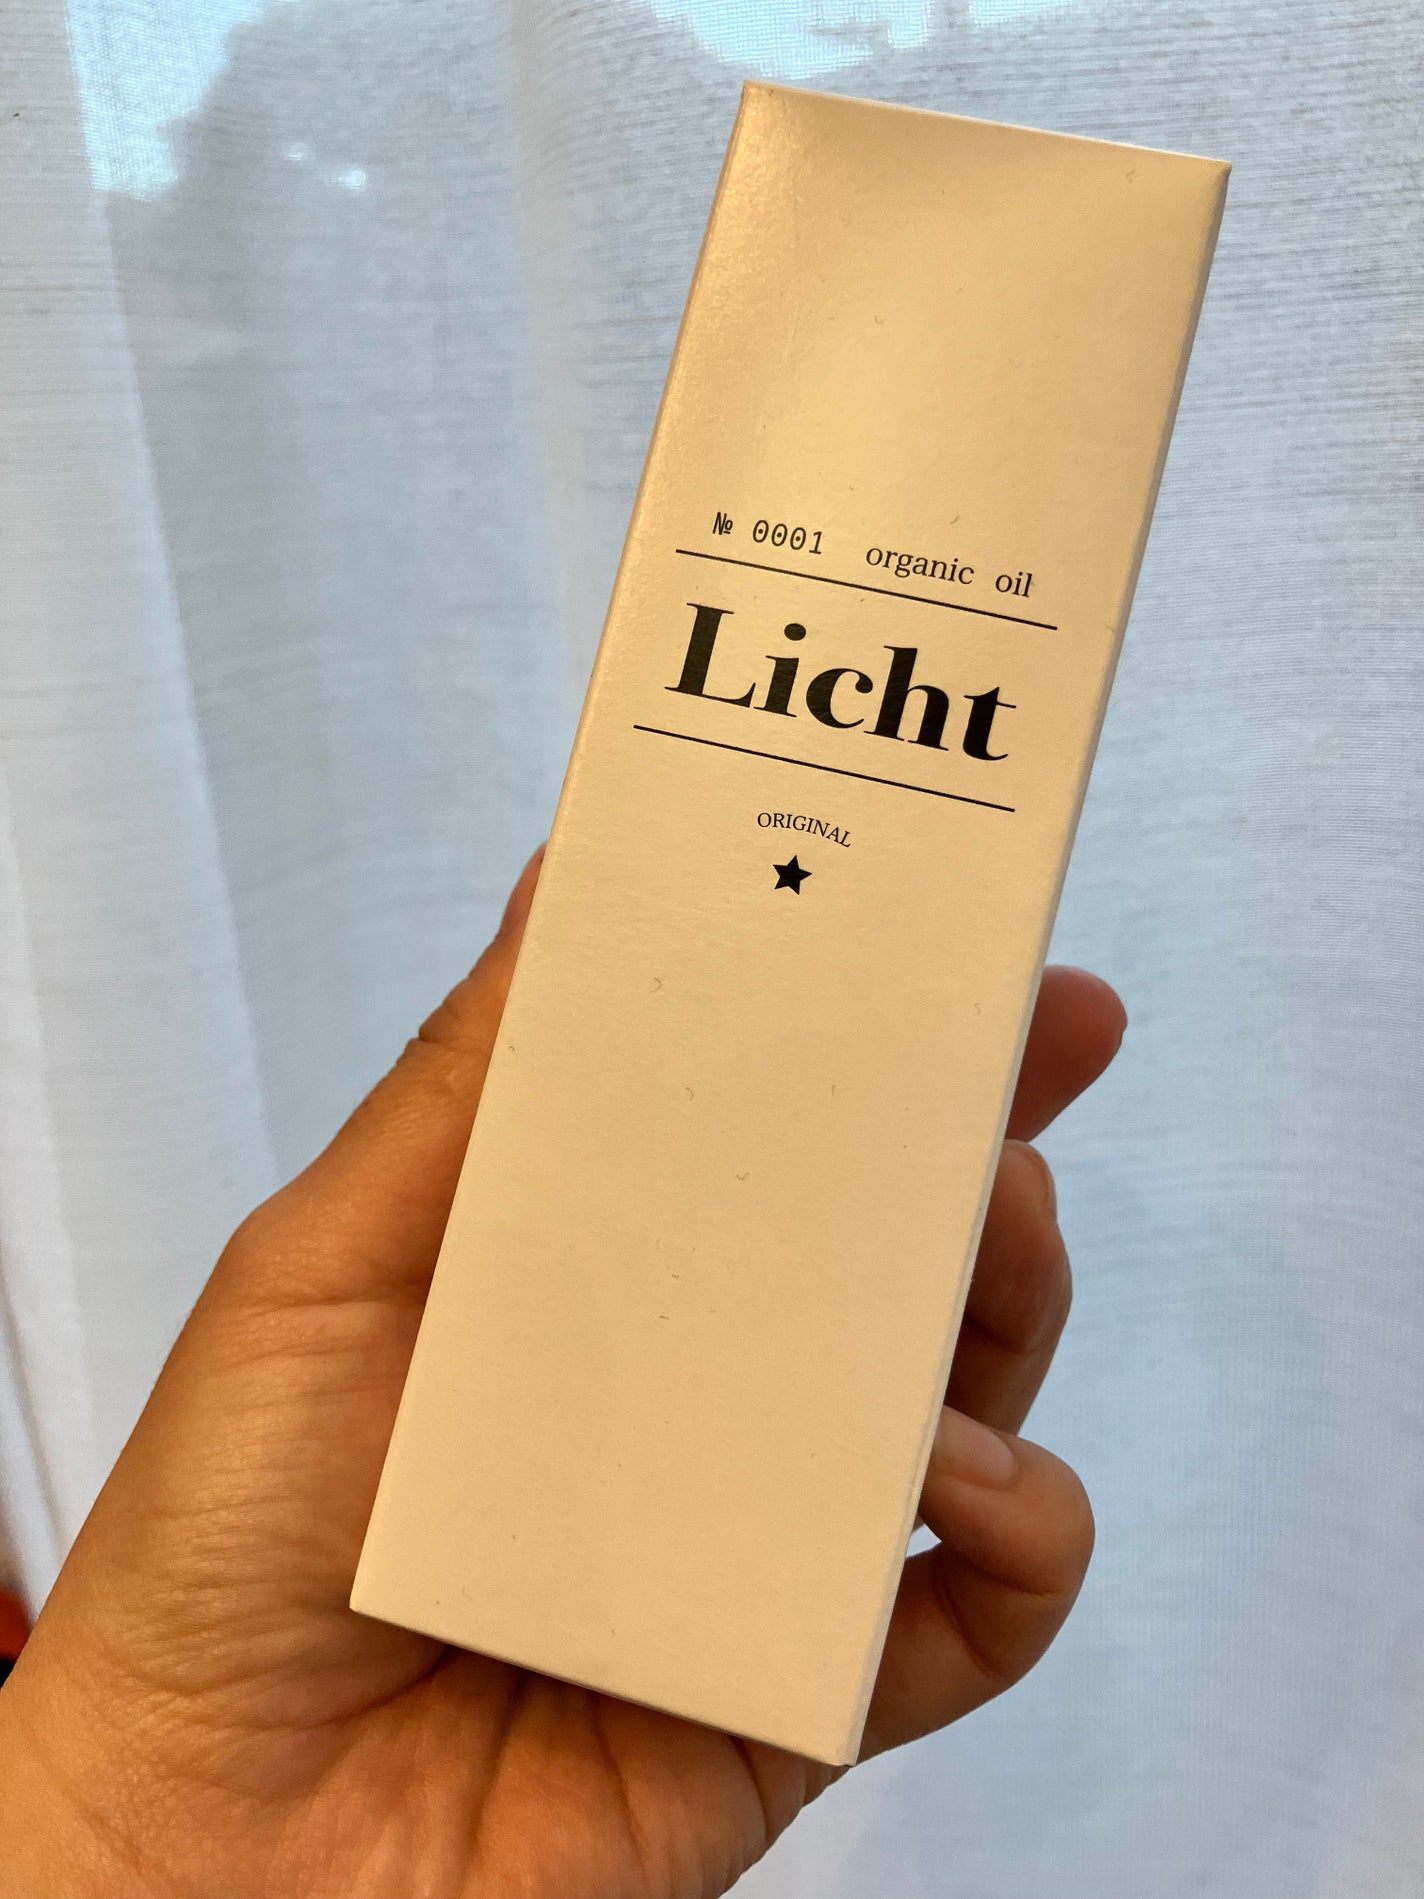 № 0001 organic oil
Licht
ORIGINAL